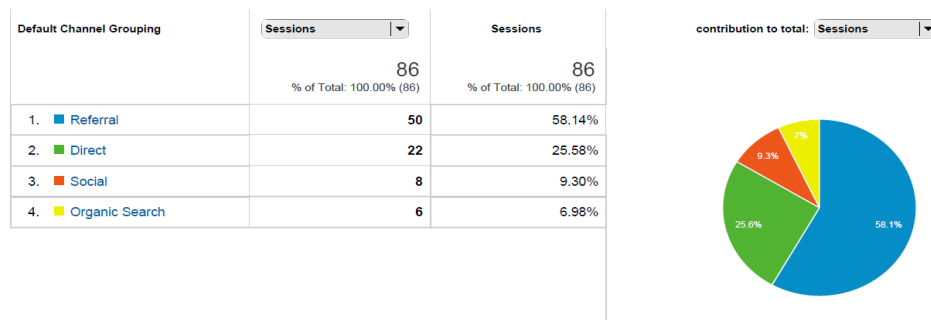 Default Channel Grouping Sessions Sessions contribution to total: Sessions
86 86
% of Total: 100.00% (86) % of Total: 100.00% (86)
1. Referral 50 58.14%
2. Direct 22 25.58%
3. Social 8 9.30%
4. Organic Search 6 6.98%
7%
9.3%
25.6%
58.1%